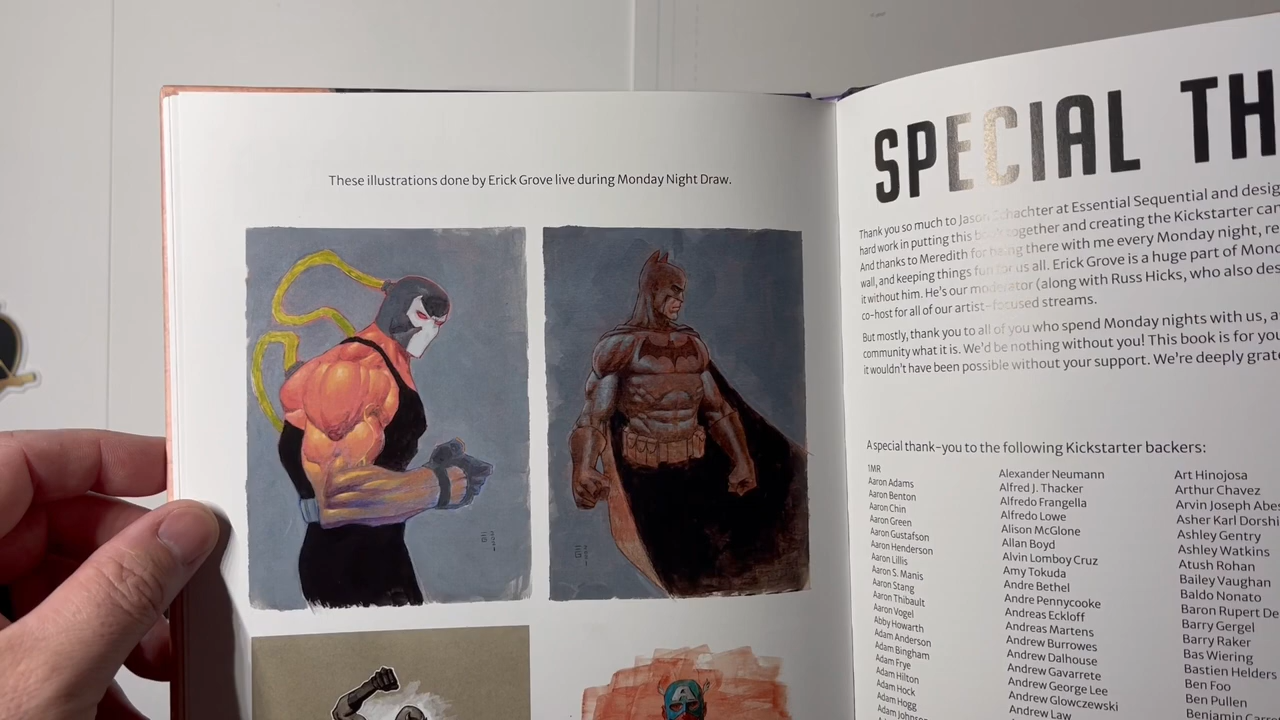 These illustrations done by Erick Grove live during Monday Night Draw.
SPECIAL TH
Thank you so much to Jason Schachter at Essential Sequential and desig
hard work in putting this book together and creating the Kickstarter can
And thanks to Meredith for being there with me every Monday night, re
wall, and keeping things fun for us all. Erick Grove is a huge part of Mond
it without him. He's our moderator (along with Russ Hicks, who also des
co-host for all of our artist-focused streams.
But mostly, thank you to all of you who spend Monday nights with us, a
community what it is. We'd be nothing without you! This book is for you
it wouldn't have been possible without your support. We're deeply grate
A special thank-you to the following Kickstarter backers:
1MR
Aaron Adams
Aaron Benton
Aaron Chin
Aaron Green
Aaron Gustafson
Aaron Henderson
Aaron Lillis
Aaron S. Manis
Aaron Stang
Aaron Thibault
Aaron Vogel
Abby Howarth
Adam Anderson
Adam Bingham
Adam Frye
Adam Hilton
Adam Hock
Adam Hogg
Adam Johnso
Alexander Neumann
Alfred J. Thacker
Alfredo Frangella
Alfredo Lowe
Alison McGlone
Allan Boyd
Alvin Lomboy Cruz
Amy Tokuda
Andre Bethel
Andre Pennycooke
Andreas Eckloff
Andreas Martens
Andrew Burrowes
Andrew Dalhouse
Andrew Gavarrete
Andrew George Lee
Andrew Glowczewski
Andrew Law
Art Hinojosa
Arthur Chavez
Arvin Joseph Abes
Asher Karl Dorshi
Ashley Gentry
Ashley Watkins
Atush Rohan
Bailey Vaughan
Baldo Nonato
Baron Rupert De
Barry Gergel
Barry Raker
Bas Wiering
Bastien Helders
Ben Foo
Ben Pullen
Benjamin Carr